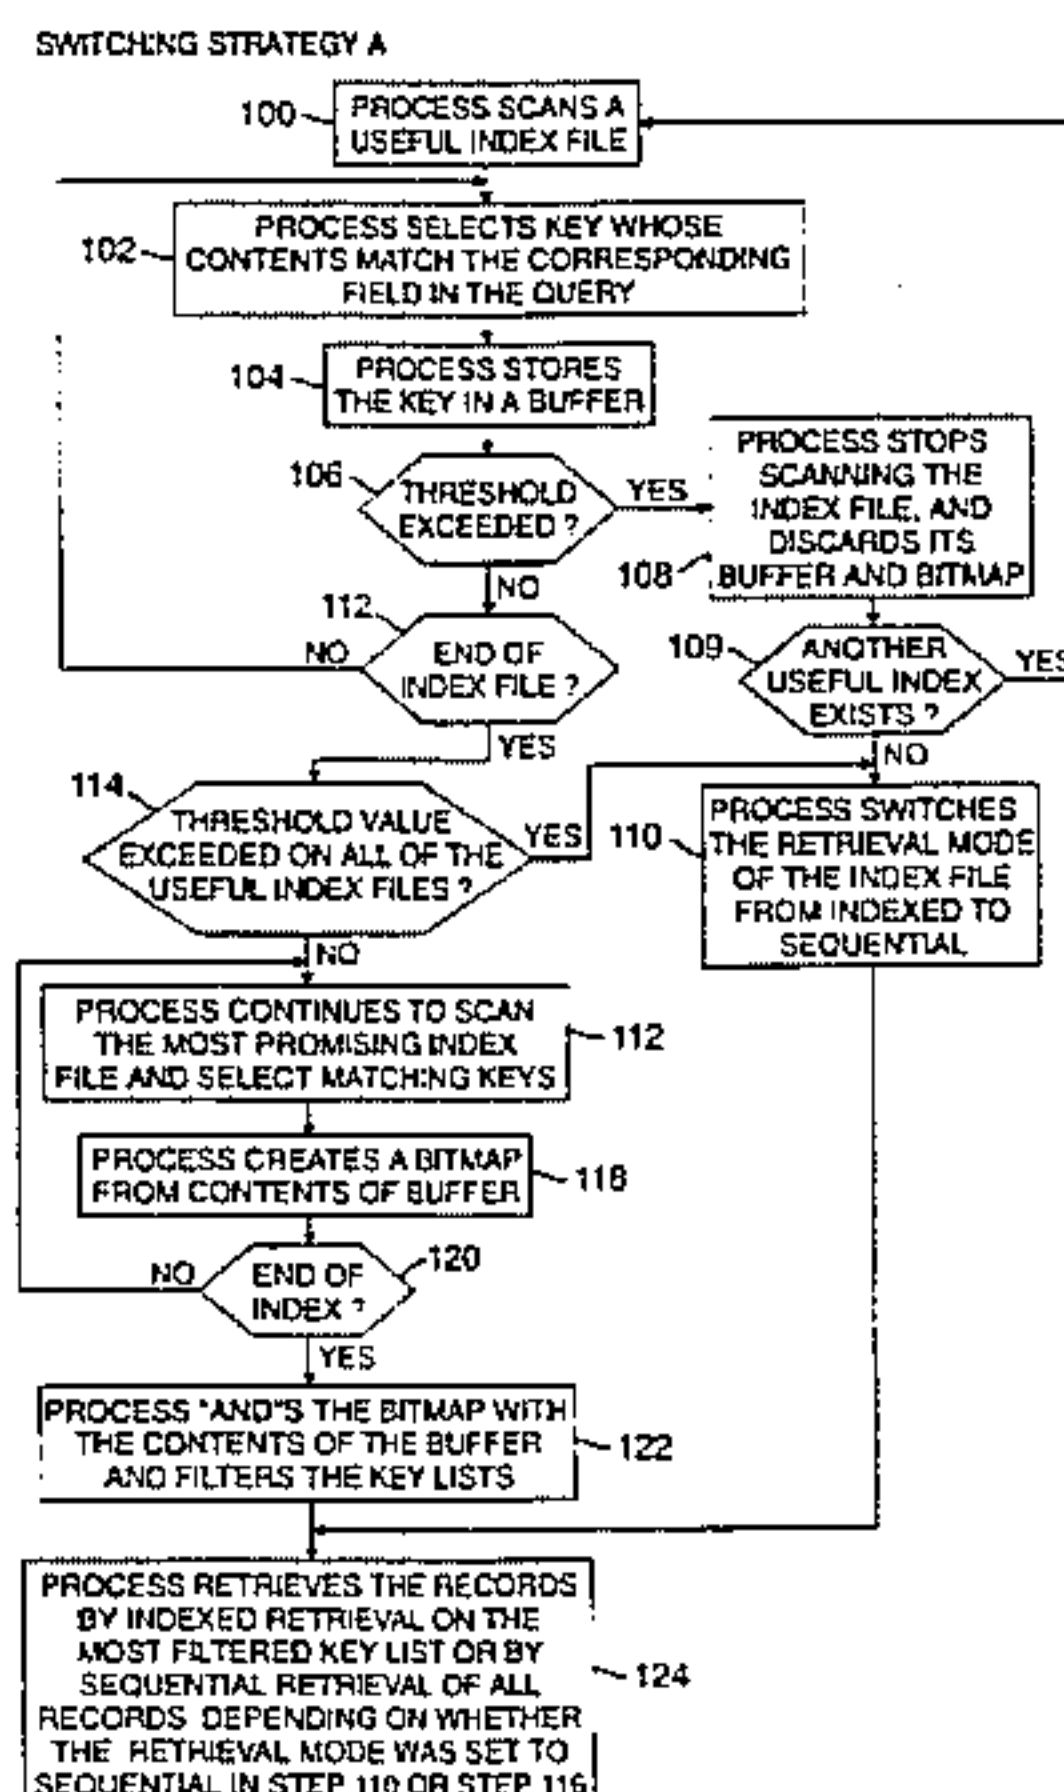 SWITCHING STRATEGY A
100
PROCESS SCANS A
USEFUL INDEX FILE
102
PROCESS SELECTS KEY WHOSE
CONTENTS MATCH THE CORRESPONDING
FIELD IN THE QUERY
104
PROCESS STORES
THE KEY IN A BUFFER
106
THRESHOLD
EXCEEDED ?
YES
NO
PROCESS STOPS
SCANNING THE
INDEX FILE, AND
DISCARDS ITS
BUFFER AND BITMAP
108
112
END OF
INDEX FILE ?
NO
YES
109
ANOTHER
USEFUL INDEX
EXISTS ?
YES
NO
114
THRESHOLD VALUE
EXCEEDED ON ALL OF THE
USEFUL INDEX FILES ?
YES
NO
110
PROCESS SWITCHES
THE RETRIEVAL MODE
OF THE INDEX FILE
FROM INDEXED TO
SEQUENTIAL
PROCESS CONTINUES TO SCAN
THE MOST PROMISING INDEX
FILE AND SELECT MATCHING KEYS
112
PROCESS CREATES A BITMAP
FROM CONTENTS OF BUFFER
118
END OF
INDEX ?
120
NO
YES
PROCESS "AND"S THE BITMAP WITH
THE CONTENTS OF THE BUFFER
AND FILTERS THE KEY LISTS
122
PROCESS RETRIEVES THE RECORDS
BY INDEXED RETRIEVAL ON THE
MOST FILTERED KEY LIST OR BY
SEQUENTIAL RETRIEVAL OF ALL
RECORDS DEPENDING ON WHETHER
THE RETRIEVAL MODE WAS SET TO
SEQUENTIAL IN STEP 110 OR STEP 116
124